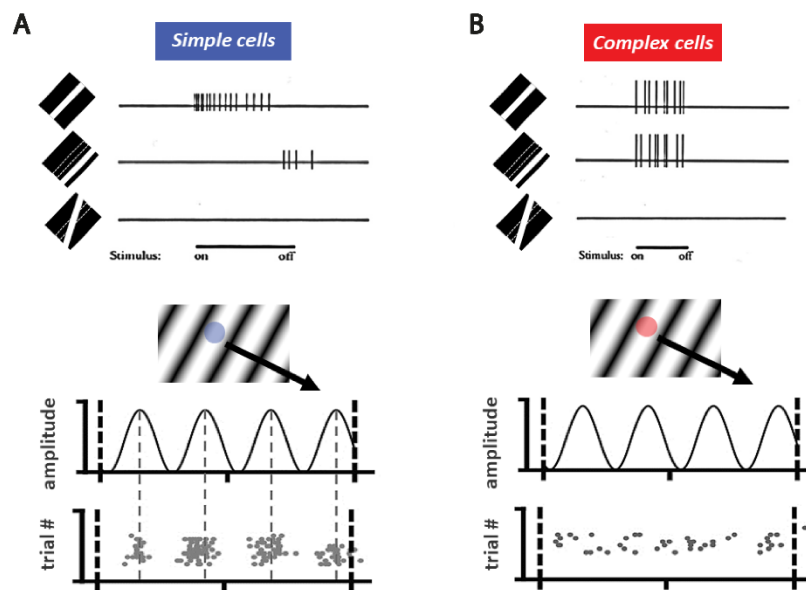 A
Simple cells
Stimulus: on off
amplitude
trial #
B
Complex cells
Stimulus: on off
amplitude
trial #